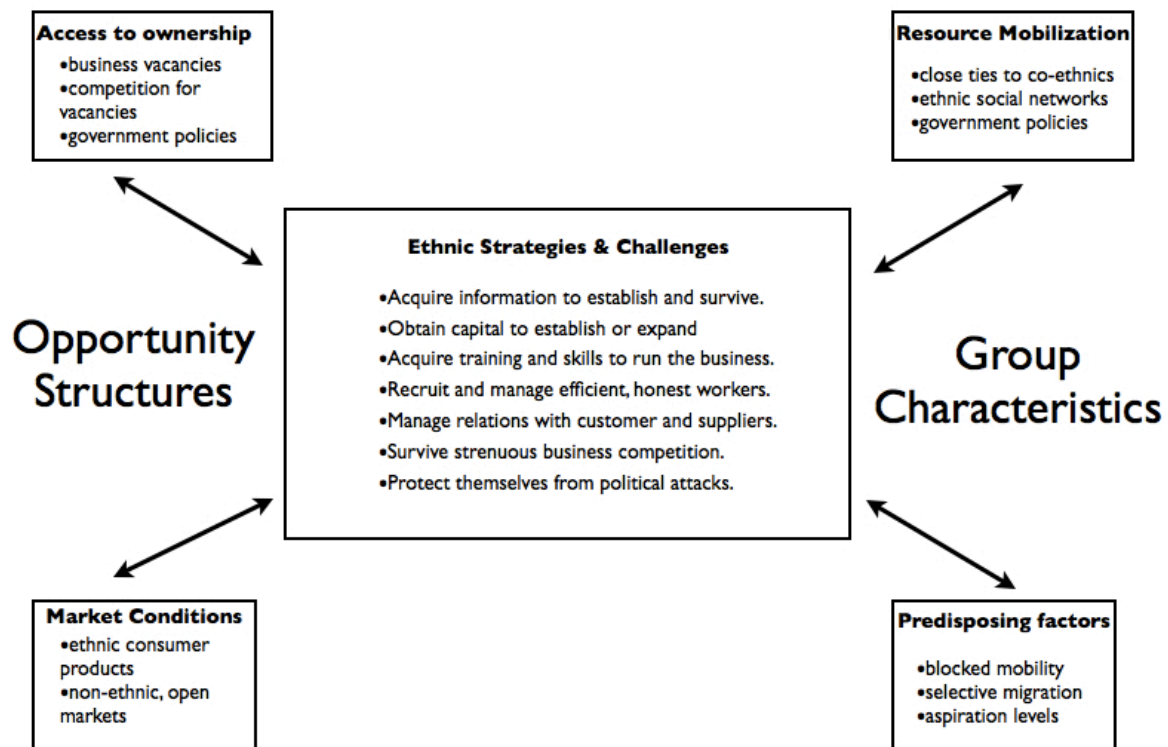 Access to ownership
•business vacancies
•competition for
vacancies
•government policies
Resource Mobilization
•close ties to co-ethnics
•ethnic social networks
•government policies
Opportunity
Structures
Ethnic Strategies & Challenges
•Acquire information to establish and survive.
•Obtain capital to establish or expand
•Acquire training and skills to run the business.
•Recruit and manage efficient, honest workers.
•Manage relations with customer and suppliers.
•Survive strenuous business competition.
•Protect themselves from political attacks.
Group
Characteristics
Market Conditions
•ethnic consumer
products
•non-ethnic, open
markets
Predisposing factors
•blocked mobility
•selective migration
•aspiration levels